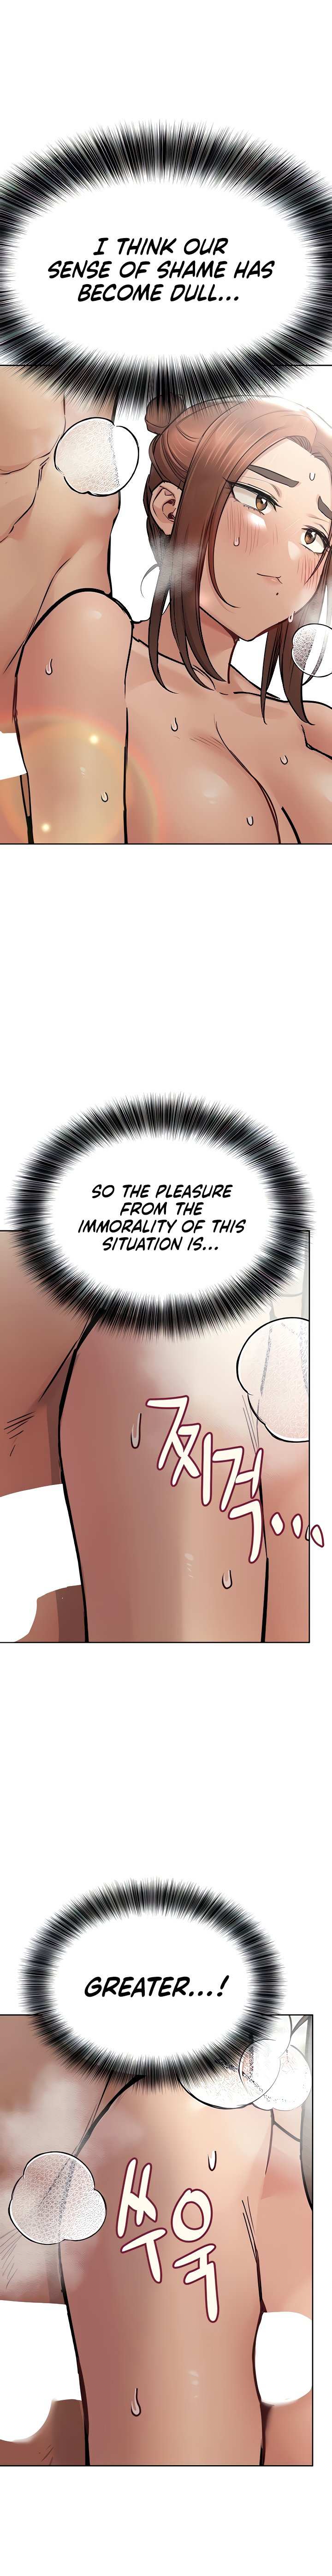 I THINK OUR
SENSE OF SHAME HAS
BECOME DULL...
SO THE PLEASURE
FROM THE
IMMORALITY OF THIS
SITUATION IS...
찌걱...
GREATER...!
쑤욱